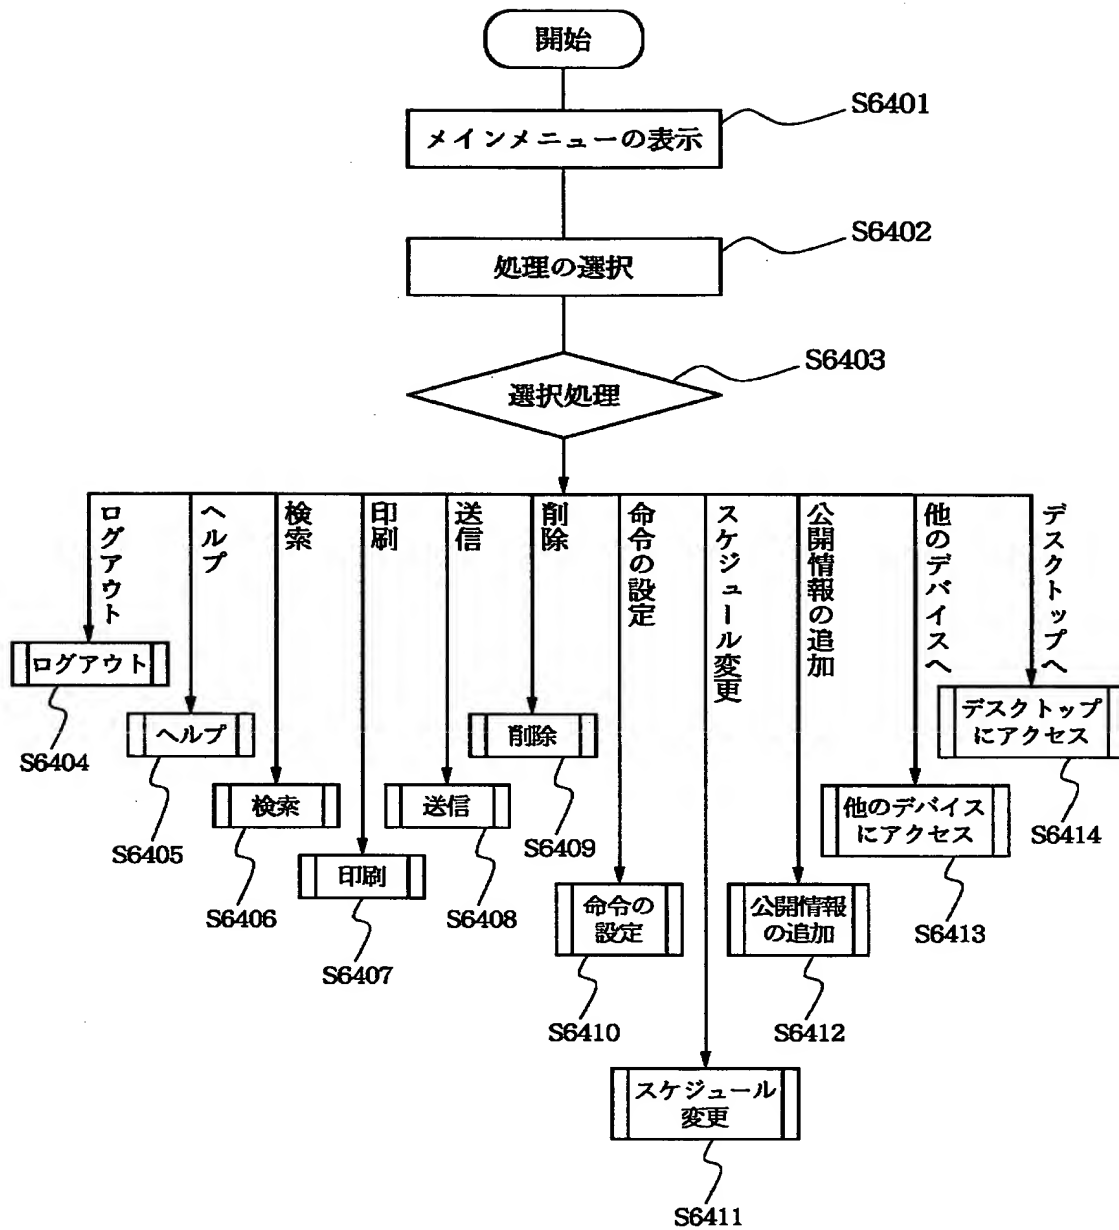 開始
メインメニューの表示
S6401
処理の選択
S6402
選択処理
S6403
ログアウト
ヘルプ
検索
印刷
送信
削除
命令の設定
スケジュール変更
公開情報の追加
他のデバイスへ
デスクトップへ
ログアウト
S6404
ヘルプ
S6405
検索
S6406
印刷
S6407
送信
S6408
削除
S6409
命令の
設定
S6410
スケジュール
変更
S6411
公開情報
の追加
S6412
他のデバイス
にアクセス
S6413
デスクトップ
にアクセス
S6414